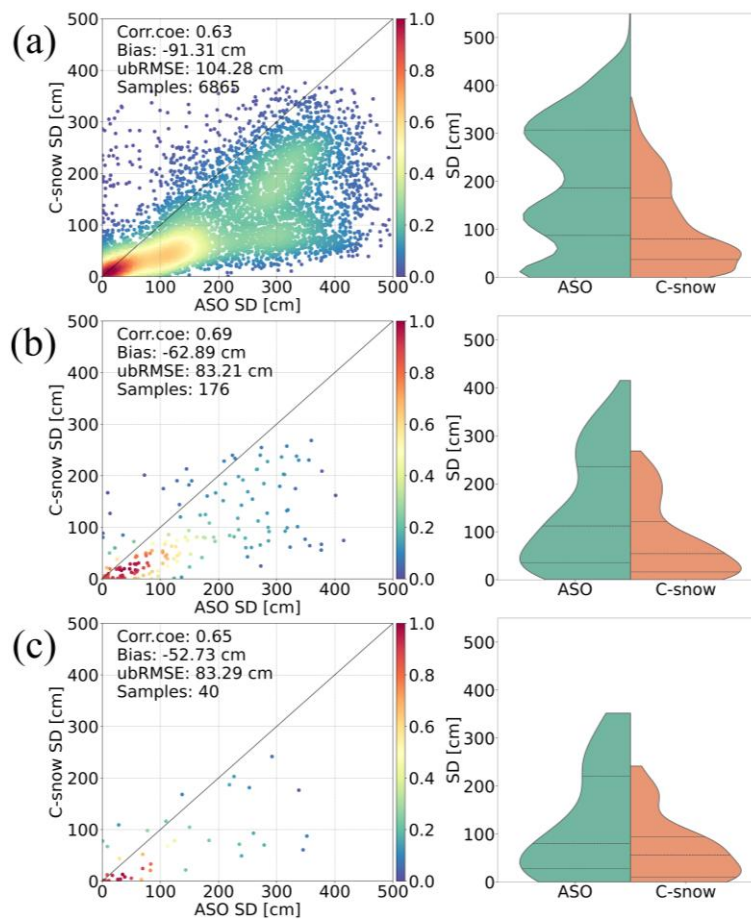 (a)
Corr.coe: 0.63
Bias: -91.31 cm
ubRMSE: 104.28 cm
Samples: 6865
500
400
300
200
100
0
C-snow SD [cm]
0 100 200 300 400 500
ASO SD [cm]
1.0
0.8
0.6
0.4
0.2
0.0
SD [cm]
500
400
300
200
100
0
ASO C-snow
(b)
Corr.coe: 0.69
Bias: -62.89 cm
ubRMSE: 83.21 cm
Samples: 176
500
400
300
200
100
0
C-snow SD [cm]
0 100 200 300 400 500
ASO SD [cm]
1.0
0.8
0.6
0.4
0.2
0.0
SD [cm]
500
400
300
200
100
0
ASO C-snow
(c)
Corr.coe: 0.65
Bias: -52.73 cm
ubRMSE: 83.29 cm
Samples: 40
500
400
300
200
100
0
C-snow SD [cm]
0 100 200 300 400 500
ASO SD [cm]
1.0
0.8
0.6
0.4
0.2
0.0
SD [cm]
500
400
300
200
100
0
ASO C-snow